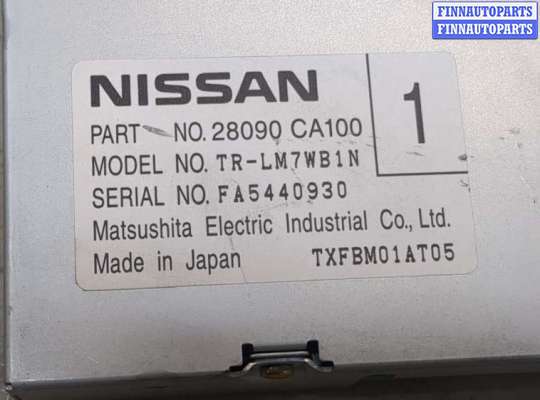 FINNAUTOPARTS
FINNAUTOPARTS
NISSAN
1
PART NO. 28090 CA100
MODEL NO. TR-LM7WB1N
SERIAL NO. FA5440930
Matsushita Electric Industrial Co., Ltd.
Made in Japan TXFBM01AT05